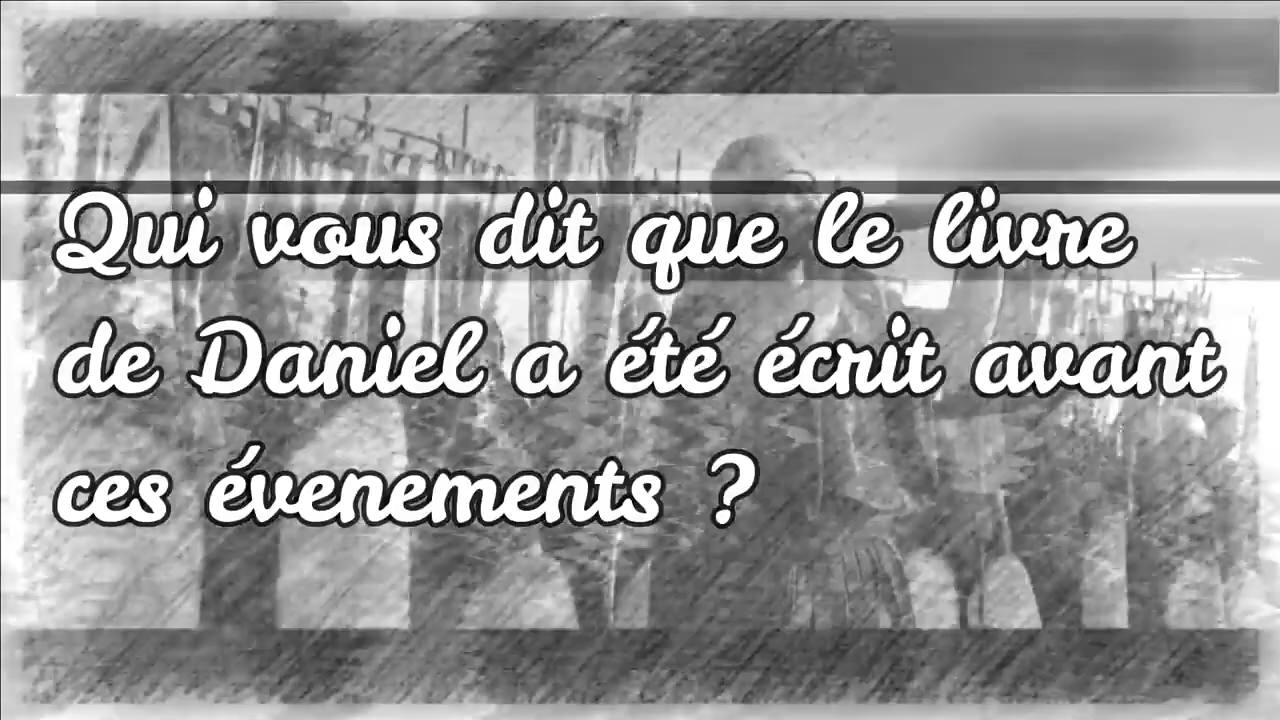 Qui vous dit que le livre
de Daniel a été écrit avant
ces évenements ?